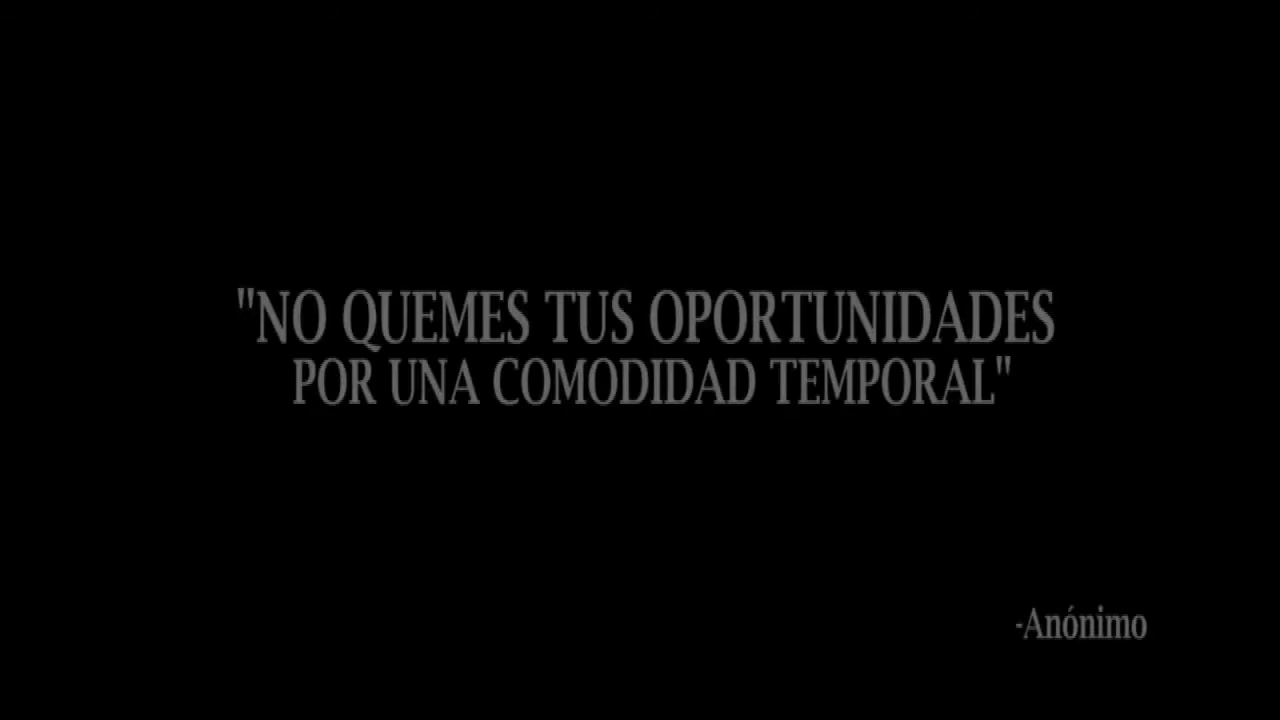 "NO QUEMES TUS OPORTUNIDADES
POR UNA COMODIDAD TEMPORAL"
-Anónimo